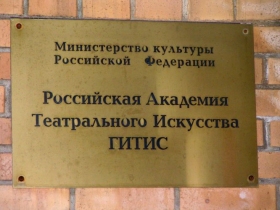 Министерство культуры
Российской Федерации
Российская Академия
Театрального Искусства
ГИТИС